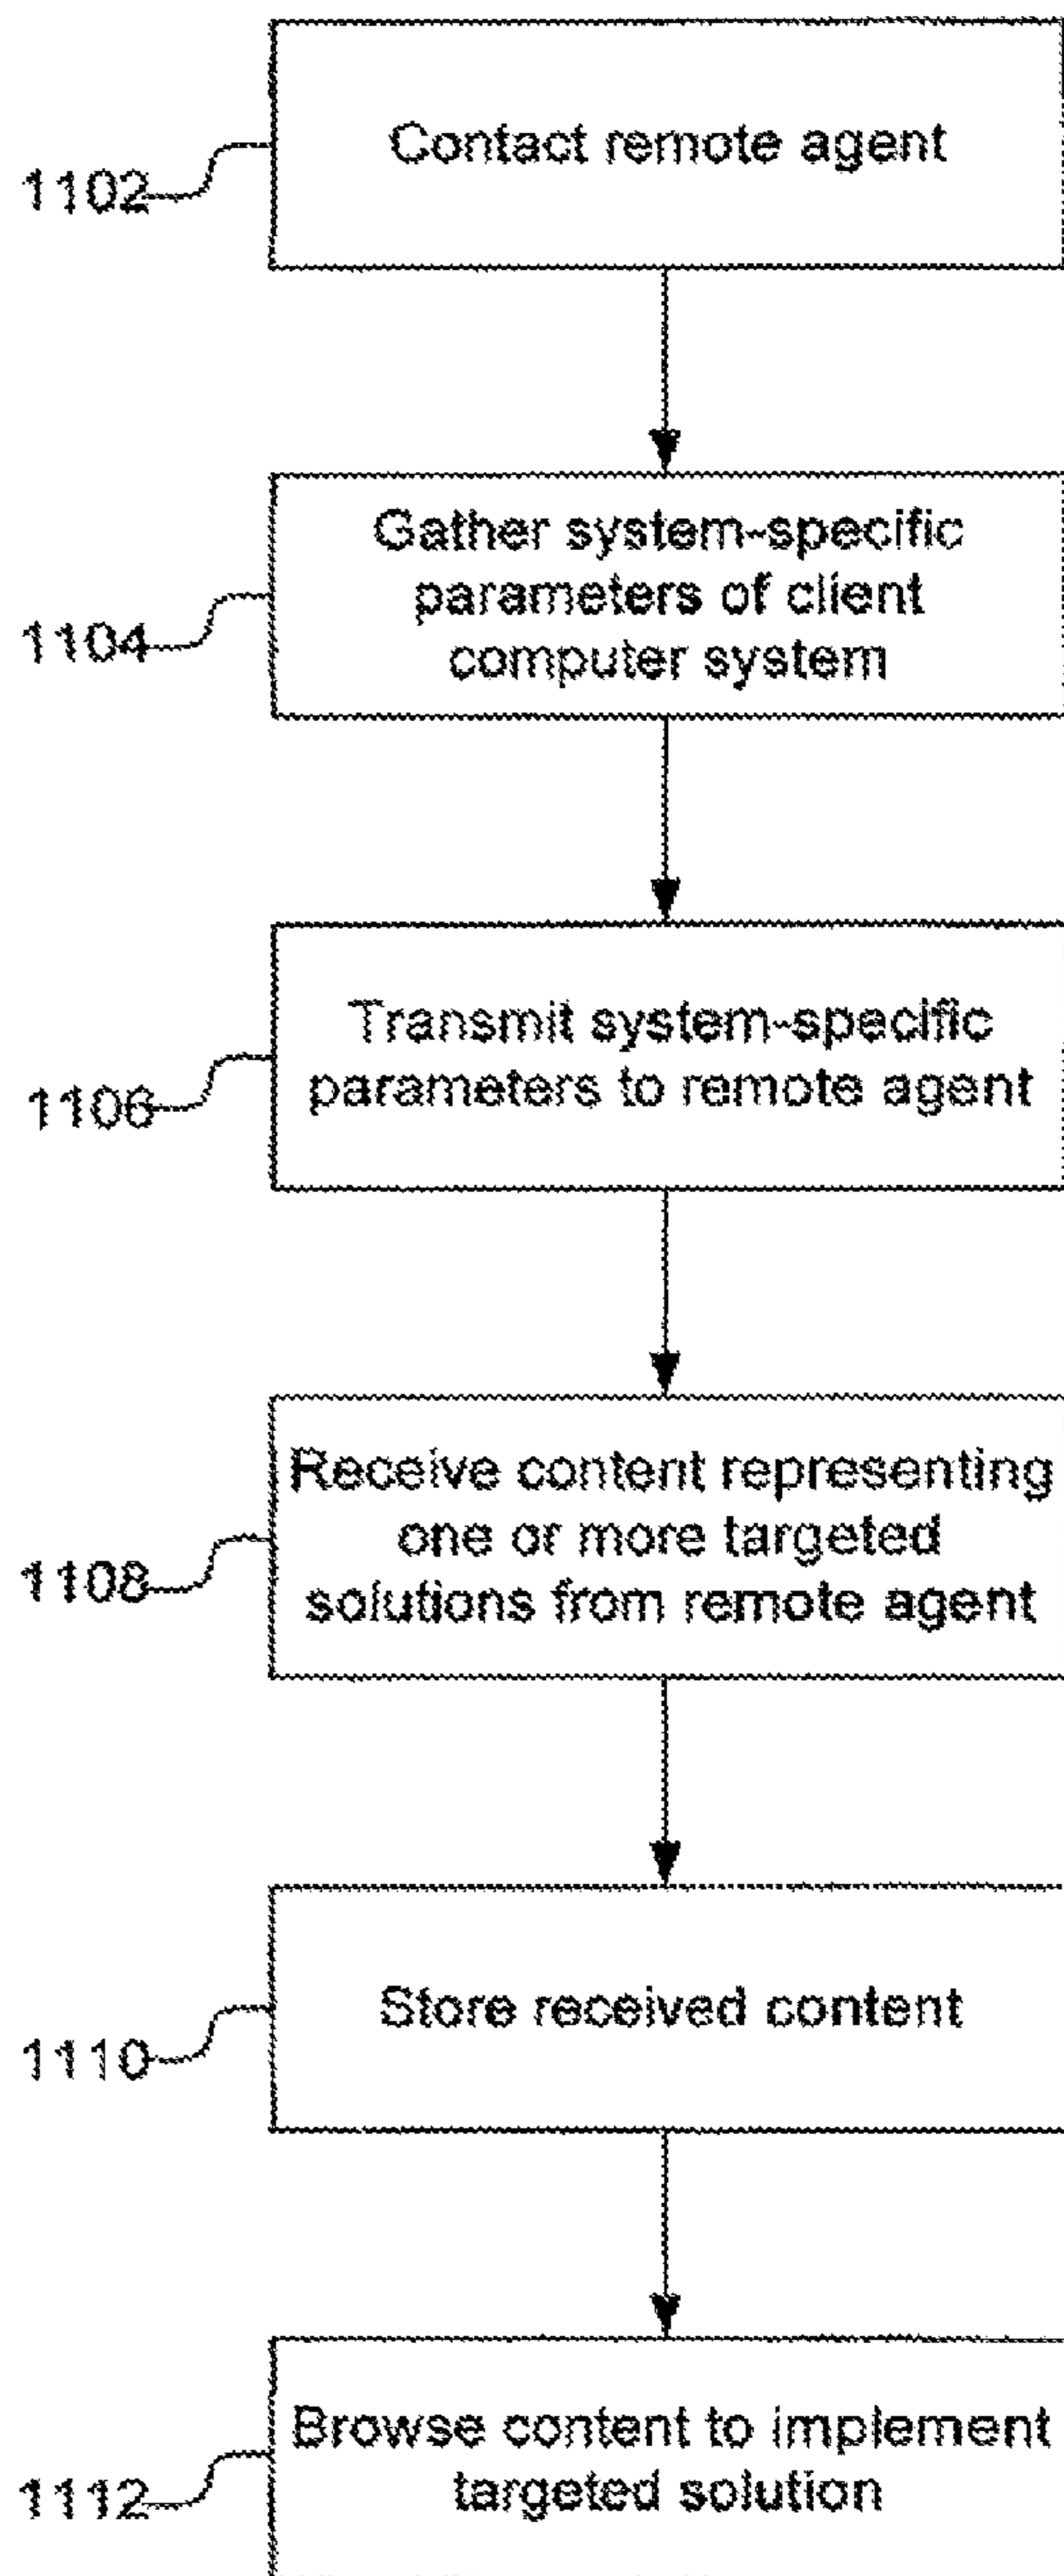 1102
Contact remote agent
1104
Gather system-specific
parameters of client
computer system
1106
Transmit system-specific
parameters to remote agent
1108
Receive content representing
one or more targeted
solutions from remote agent
1110
Store received content
1112
Browse content to implement
targeted solution